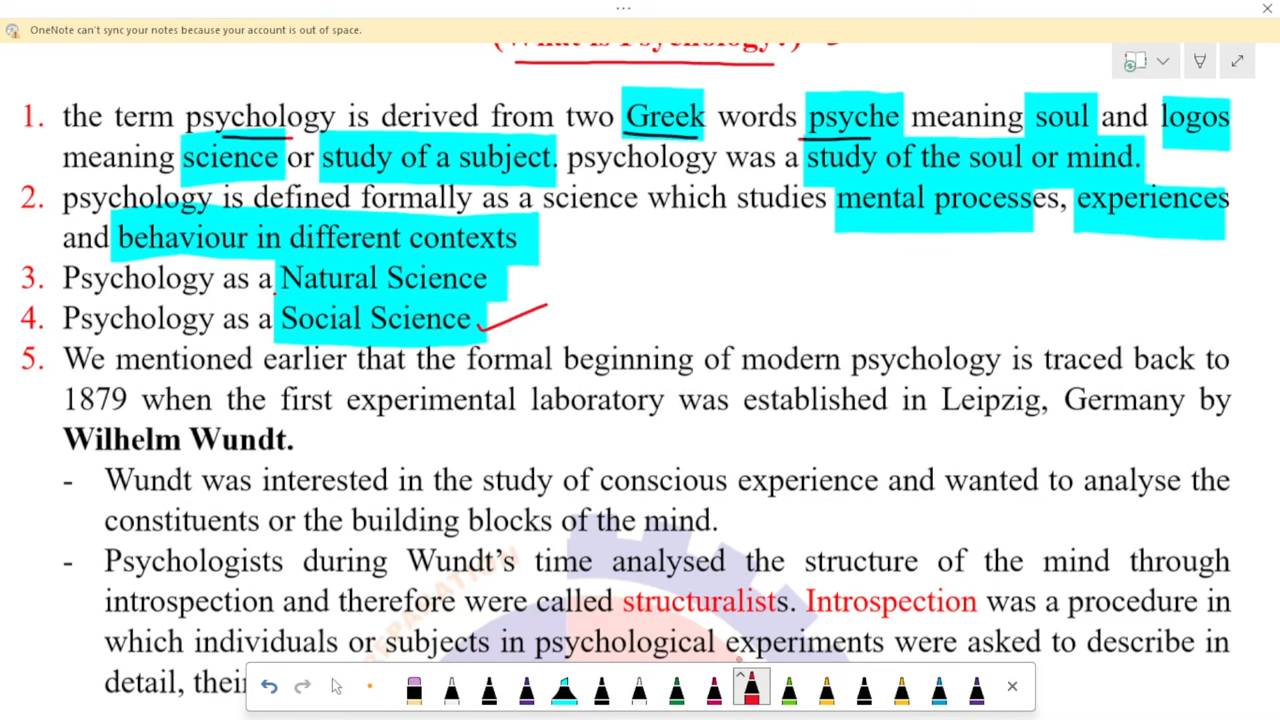 OneNote can't sync your notes because your account is out of space.
(What is Psychology?)
1. the term psychology is derived from two Greek words psyche meaning soul and logos
meaning science or study of a subject. psychology was a study of the soul or mind.
2. psychology is defined formally as a science which studies mental processes, experiences
and behaviour in different contexts
3. Psychology as a Natural Science
4. Psychology as a Social Science
5. We mentioned earlier that the formal beginning of modern psychology is traced back to
1879 when the first experimental laboratory was established in Leipzig, Germany by
Wilhelm Wundt.
- Wundt was interested in the study of conscious experience and wanted to analyse the
constituents or the building blocks of the mind.
- Psychologists during Wundt's time analysed the structure of the mind through
introspection and therefore were called structuralists. Introspection was a procedure in
which individuals or subjects in psychological experiments were asked to describe in
detail, their